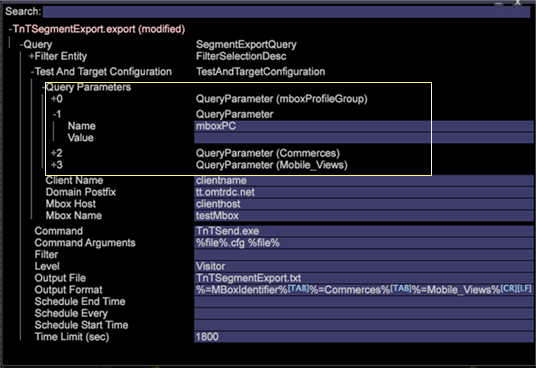 Search:
-TnTSegmentExport.export (modified)
-Query SegmentExportQuery
+Filter Entity FilterSelectionDesc
-Test And Target Configuration TestAndTargetConfiguration
-Query Parameters
+0 QueryParameter (mboxProfileGroup)
-1 QueryParameter
Name mboxPC
Value
+2 QueryParameter (Commerces)
+3 QueryParameter (Mobile_Views)
Client Name clientname
Domain Postfix tt.omtrdc.net
Mbox Host clienthost
Mbox Name testMbox
Command TnTSend.exe
Command Arguments %file%.cfg %file%
Filter
Level Visitor
Output File TnTSegmentExport.txt
Output Format %=MBoxIdentifier%[TAB]%=Commerces%[TAB]%=Mobile_Views%[CR][LF]
Schedule End Time
Schedule Every
Schedule Start Time
Time Limit (sec) 1800